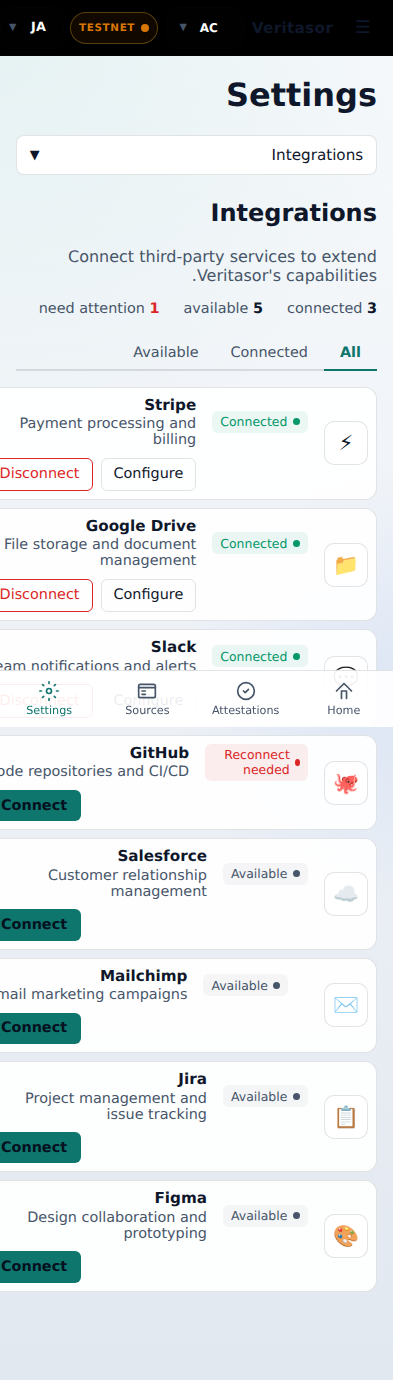 ☰ Veritasor AC ▼ TESTNET JA ▼
Settings
Integrations ▼
Integrations
Connect third-party services to extend
.Veritasor's capabilities
3 connected 5 available 1 need attention
All Connected Available
Stripe
Connected
Payment processing and
billing
Configure Disconnect
Google Drive
Connected
File storage and document
management
Configure Disconnect
Slack
Connected
eam notifications and alerts
Configure Disconnect
Home Attestations Sources Settings
GitHub
Reconnect
needed
ode repositories and CI/CD
Connect
Salesforce
Available
Customer relationship
management
Connect
Mailchimp
Available
mail marketing campaigns
Connect
Jira
Available
Project management and
issue tracking
Connect
Figma
Available
Design collaboration and
prototyping
Connect